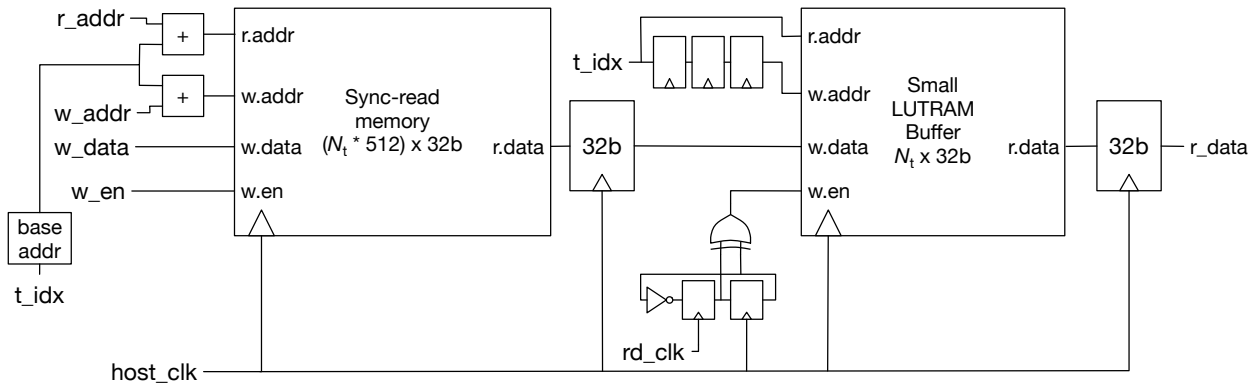 r_addr
+
r.addr
w_addr
+
w.addr
w_data
w.data
w_en
w.en
Sync-read
memory
(Nt * 512) x 32b
r.data
32b
base
addr
t_idx
host_clk
t_idx
r.addr
w.addr
w.data
w.en
Small
LUTRAM
Buffer
Nt x 32b
r.data
32b
r_data
rd_clk